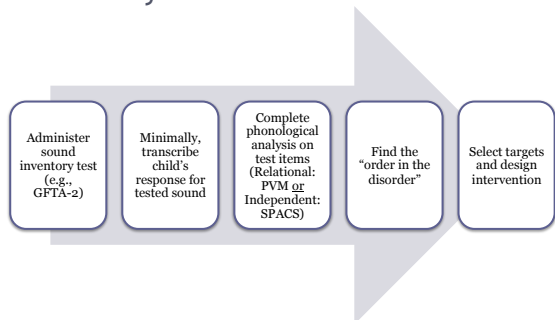 Administer
sound
inventory test
(e.g.,
GFTA-2)
Minimally,
transcribe
child's
response for
tested sound
Complete
phonological
analysis on
test items
(Relational:
PVM or
Independent:
SPACS)
Find the
“order in the
disorder”
Select targets
and design
intervention